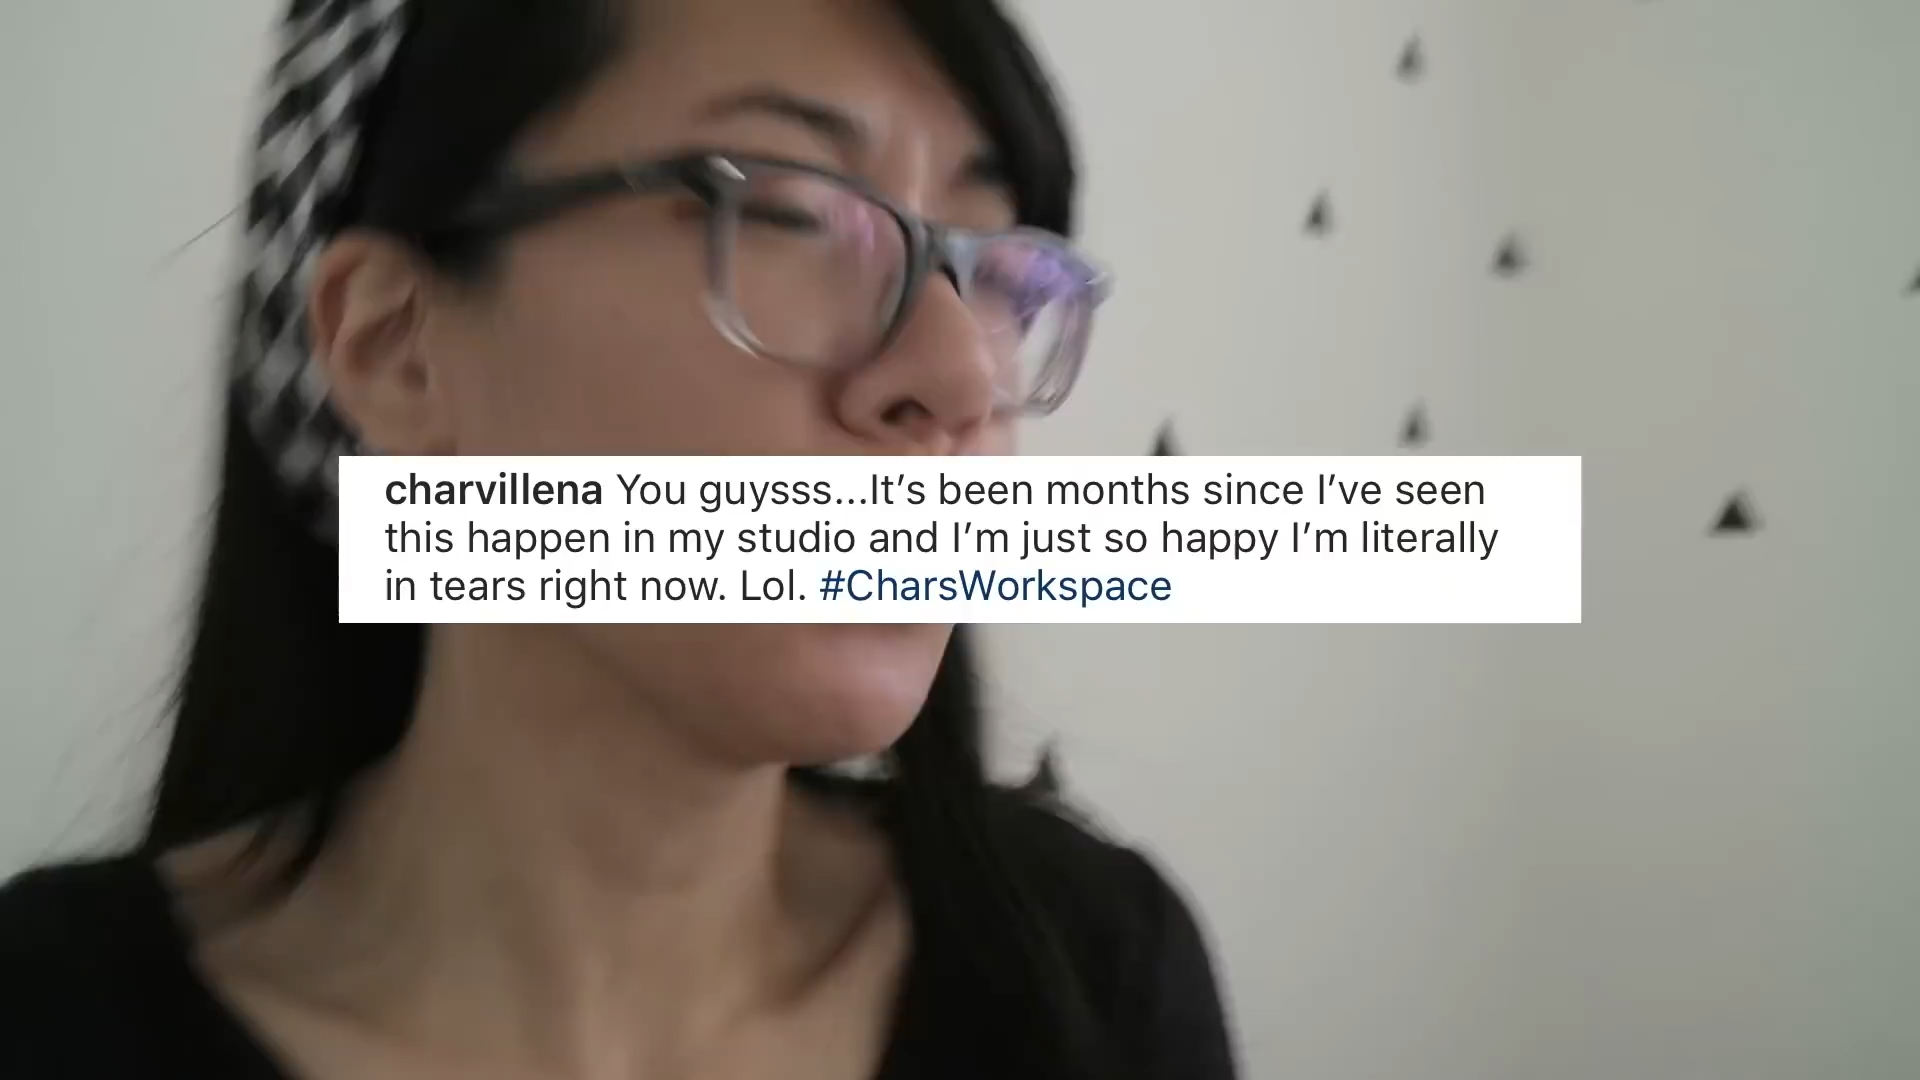 charvillena You guysss...It’s been months since I’ve seen
this happen in my studio and I’m just so happy I’m literally
in tears right now. Lol. #CharsWorkspace